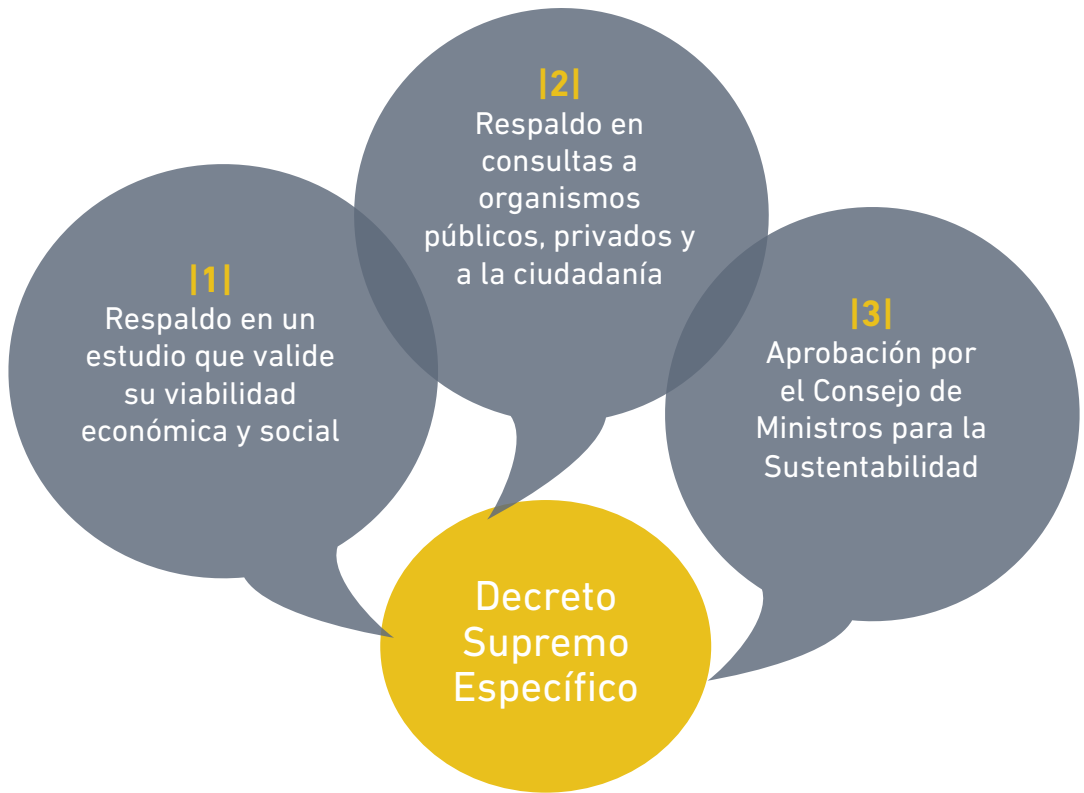 |1|
Respaldo en un
estudio que valide
su viabilidad
económica y social
|2|
Respaldo en
consultas a
organismos
públicos, privados y
a la ciudadanía
|3|
Aprobación por
el Consejo de
Ministros para la
Sustentabilidad
Decreto
Supremo
Específico